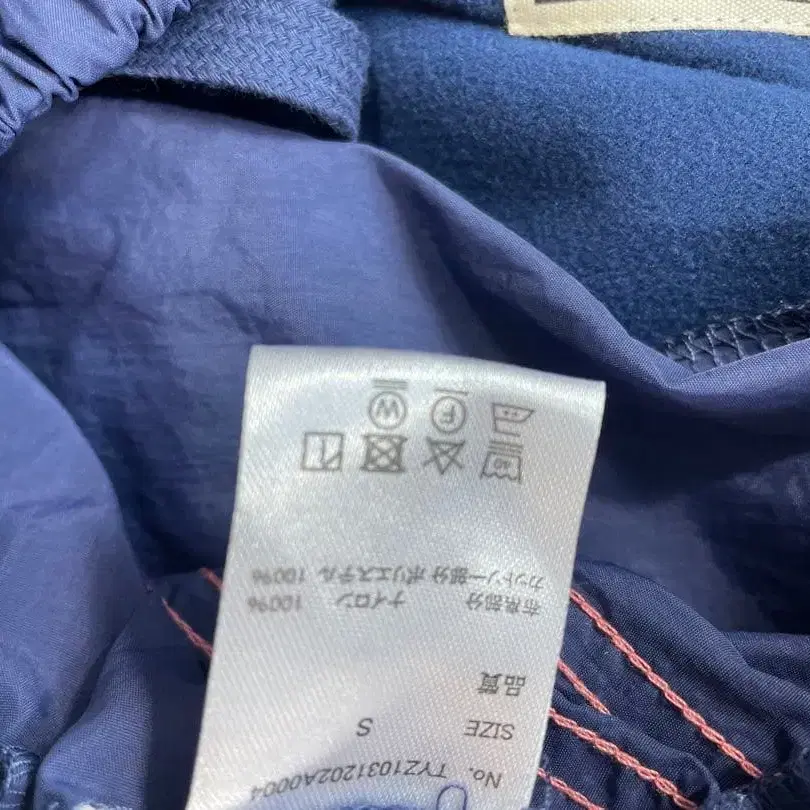 No. TYZ1031202A0004
SIZE S
品質
布帛部分 ナイロン 100%
カットソー部分 ポリエステル 100%
40
F
W